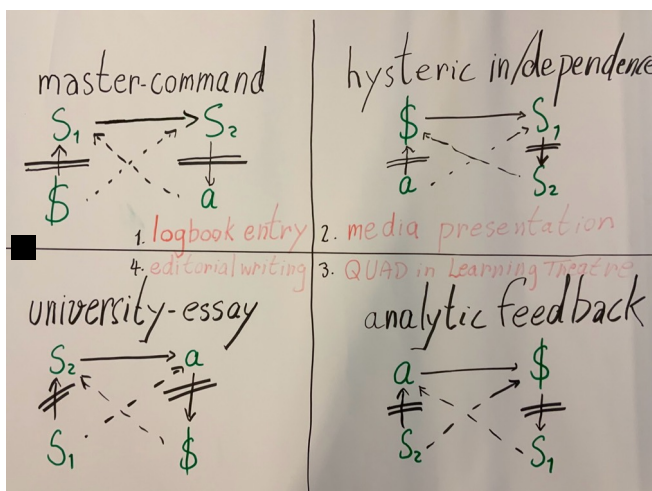 master-command
S₁ S₂
$ a
1. logbook entry
hysteric in/dependence
$ S₁
a S₂
2. media presentation
4. editorial writing
university-essay
S₂ a
S₁ $
3. QUAD in Learning Theatre
analytic feedback
a $
S₂ S₁